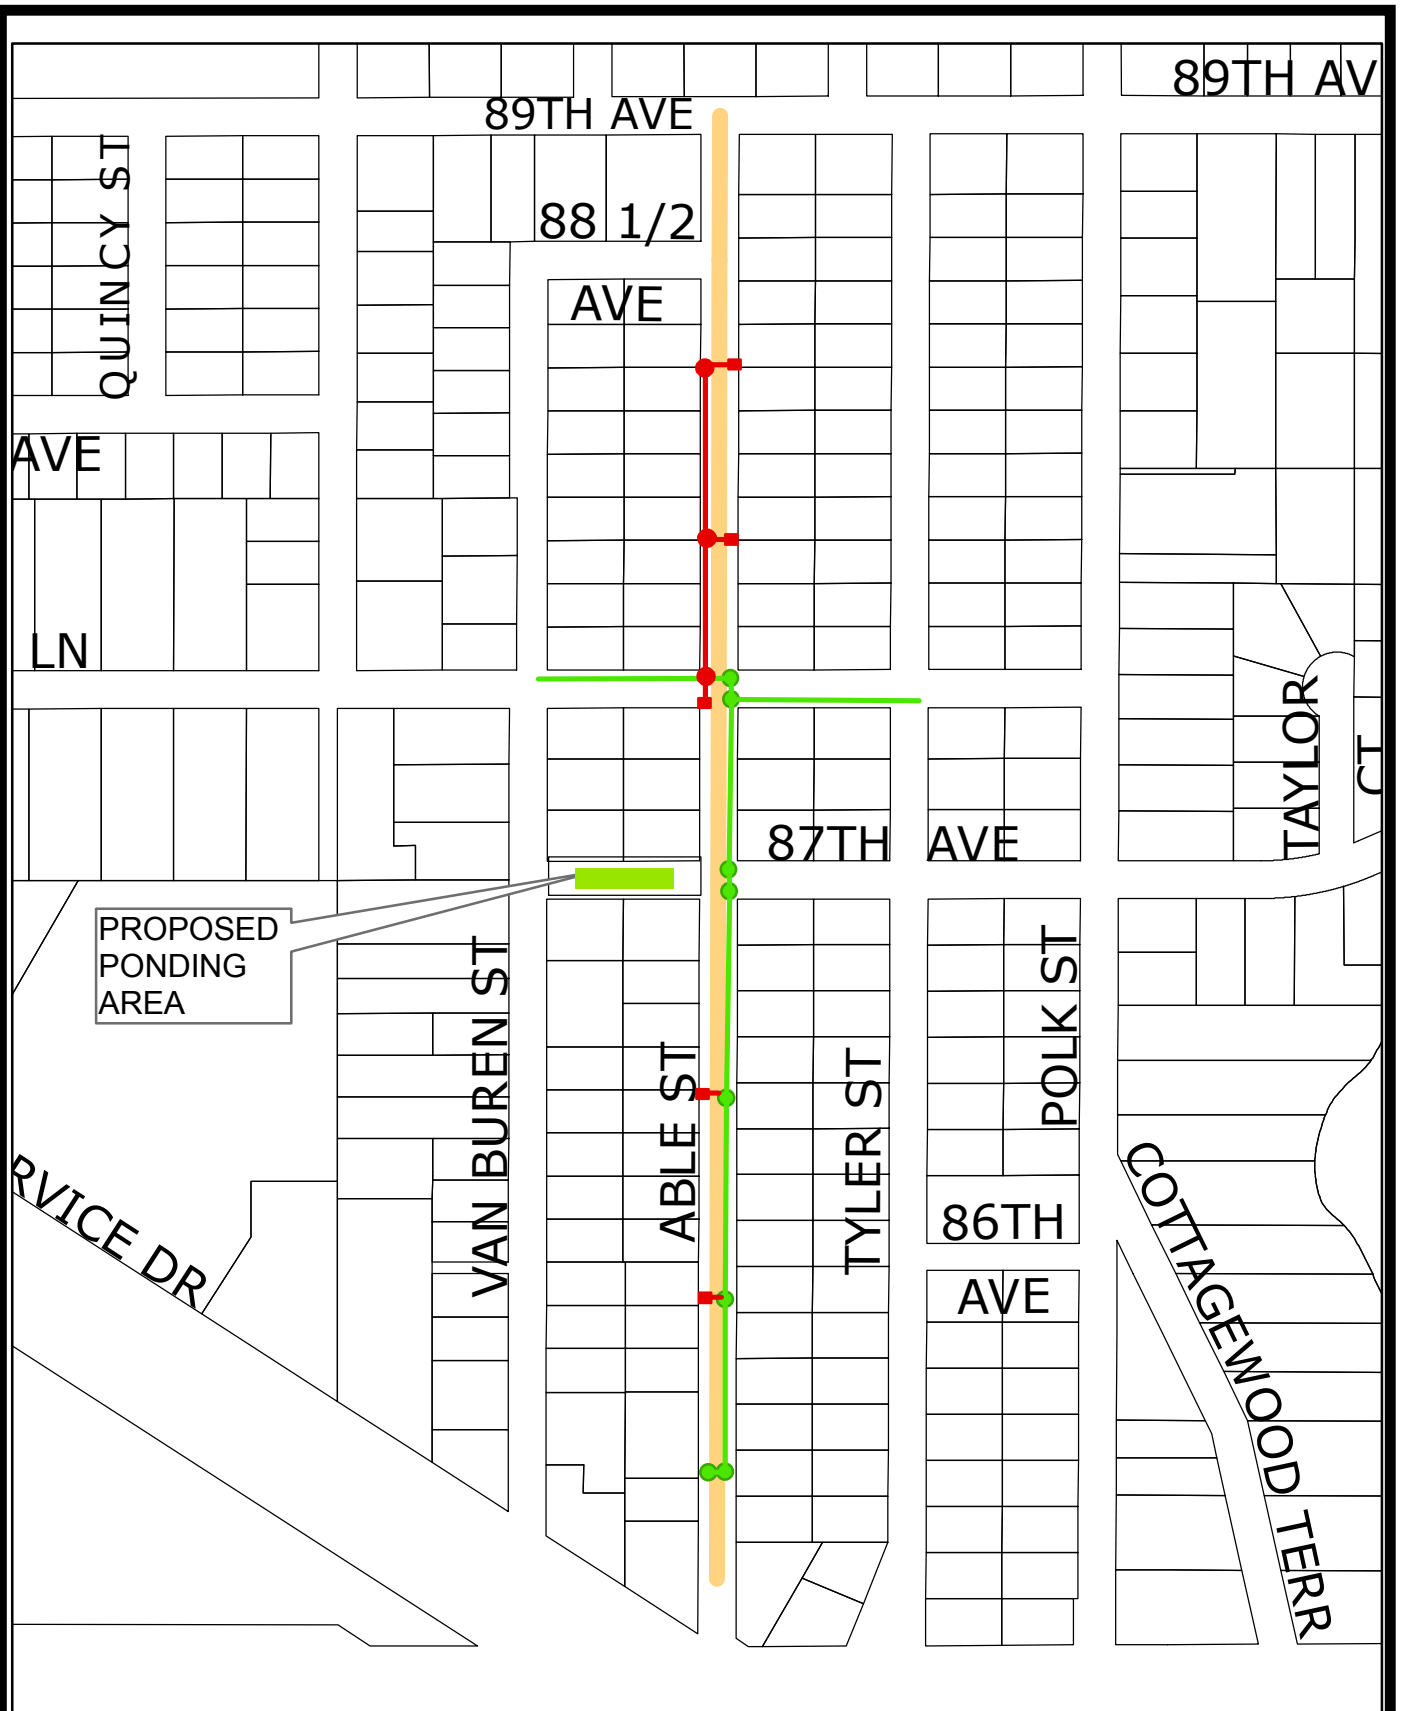 89TH AV
89TH AVE
QUINCY ST
88 1/2
AVE
AVE
LN
TAYLOR
CT
87TH AVE
PROPOSED
PONDING
AREA
VAN BUREN ST
ABLE ST
TYLER ST
POLK ST
86TH
AVE
RVICE DR
COTTAGEWOOD TERR